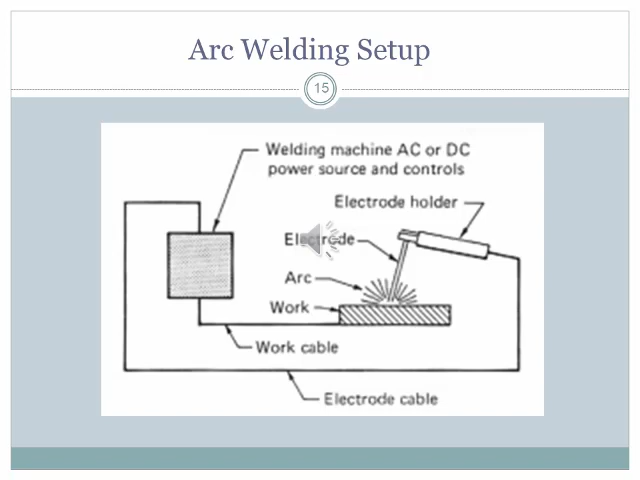 Arc Welding Setup
15
Welding machine AC or DC
power source and controls
Electrode holder
Electrode
Arc
Work
Work cable
Electrode cable